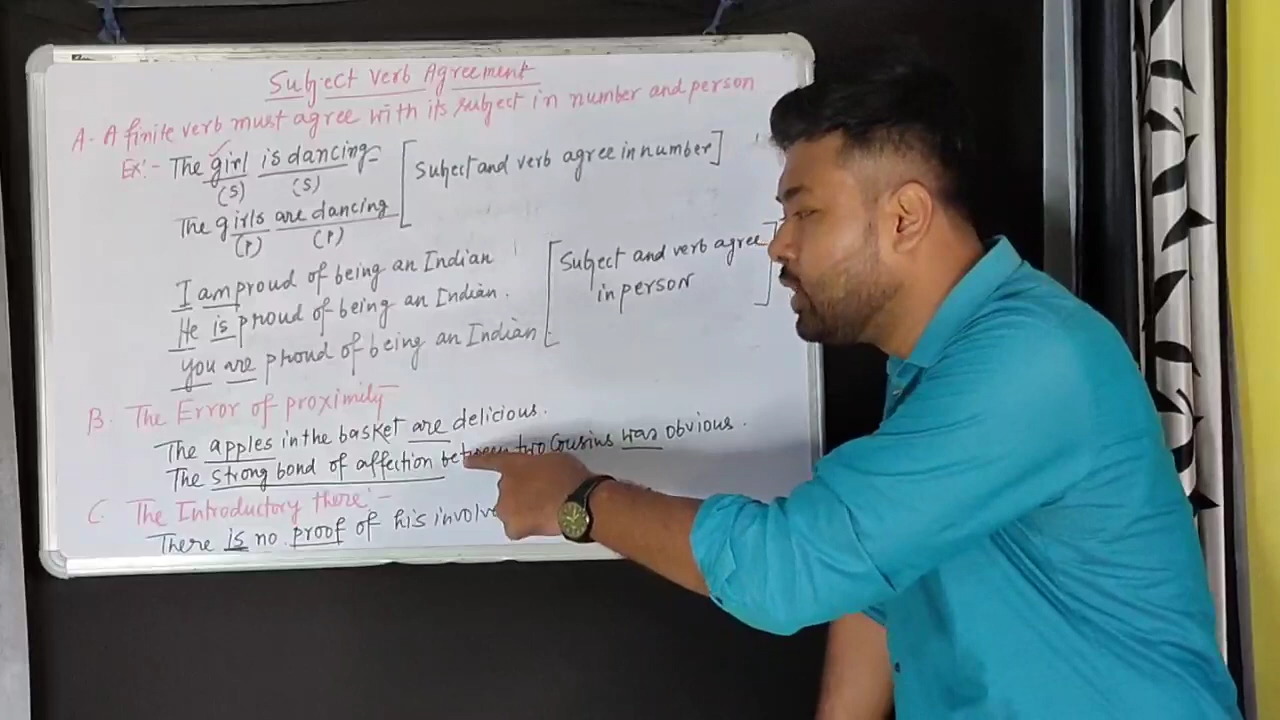 Subject Verb Agreement
A- A finite verb must agree with its subject in number and person
Ex:- The girl is dancing
(S) (S)
The girls are dancing
(P) (P)
[Subject and verb agree in number]
I am proud of being an Indian
He is proud of being an Indian.
You are proud of being an Indian.
[Subject and verb agree
in person]
B. The Error of proximity-
The apples in the basket are delicious.
The strong bond of affection between two Cousins was obvious.
C. The Introductory there:-
There is no proof of his